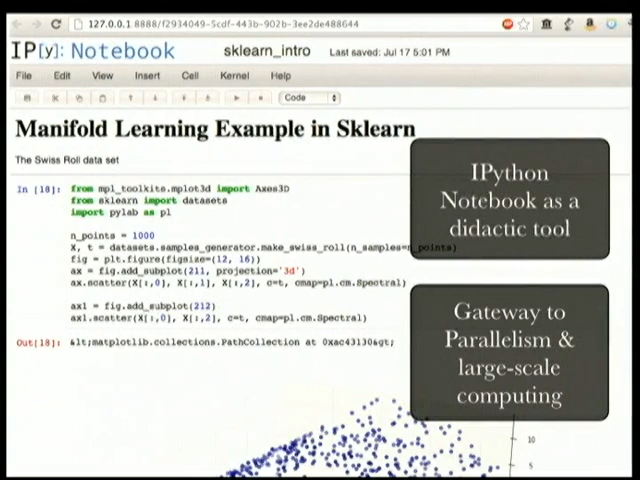 127.0.0.1:8888/f2934049-5cdf-443b-902b-3ee2de488644
IP[y]: Notebook
sklearn_intro
Last saved: Jul 17 5:01 PM
File Edit View Insert Cell Kernel Help
Code
Manifold Learning Example in Sklearn
The Swiss Roll data set
In [18]: from mpl_toolkits.mplot3d import Axes3D
from sklearn import datasets
import pylab as pl
n_points = 1000
X, t = datasets.samples_generator.make_swiss_roll(n_samples=n_points)
fig = plt.figure(figsize=(12, 16))
ax = fig.add_subplot(211, projection='3d')
ax.scatter(X[:,0], X[:,1], X[:,2], c=t, cmap=pl.cm.Spectral)
ax1 = fig.add_subplot(212)
ax1.scatter(X[:,0], X[:,2], c=t, cmap=pl.cm.Spectral)
Out[18]: &lt;matplotlib.collections.PathCollection at 0xac43130&gt;
IPython
Notebook as a
didactic tool
Gateway to
Parallelism &
large-scale
computing
10
5